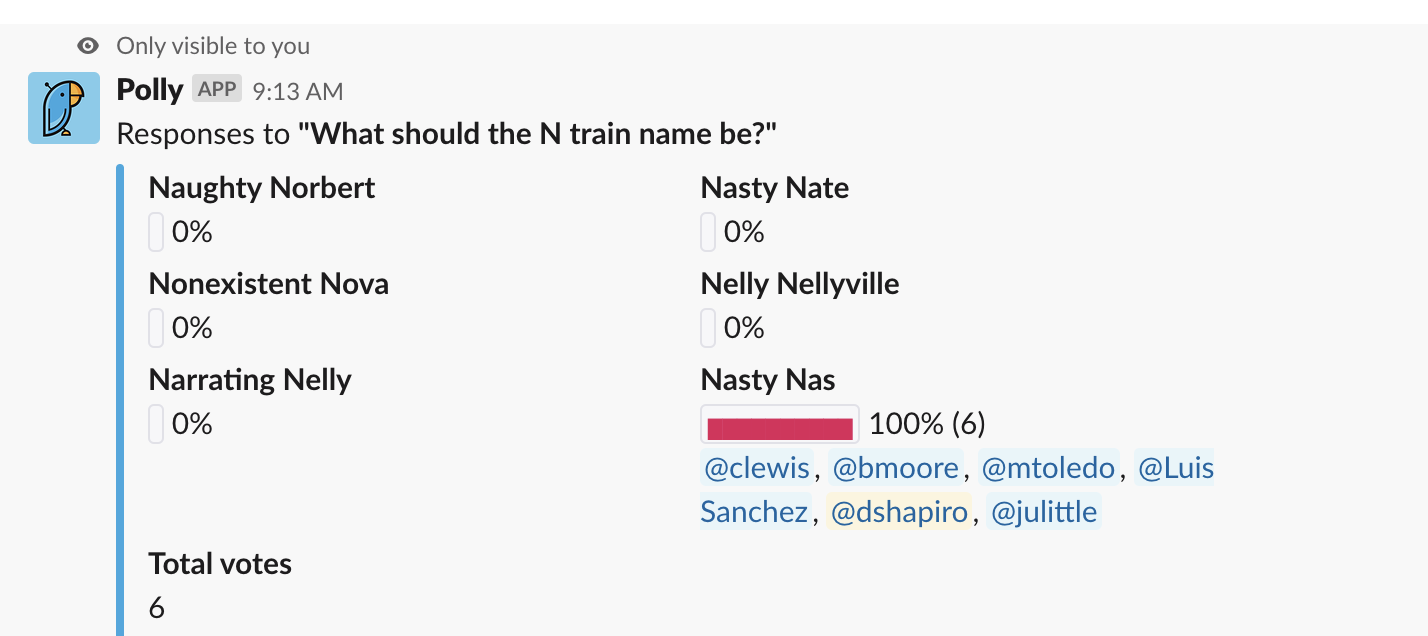 Only visible to you
Polly APP 9:13 AM
Responses to "What should the N train name be?"
Naughty Norbert
0%
Nasty Nate
0%
Nonexistent Nova
0%
Nelly Nellyville
0%
Narrating Nelly
0%
Nasty Nas
100% (6)
@clewis, @bmoore, @mtoledo, @Luis
Sanchez, @dshapiro, @julittle
Total votes
6